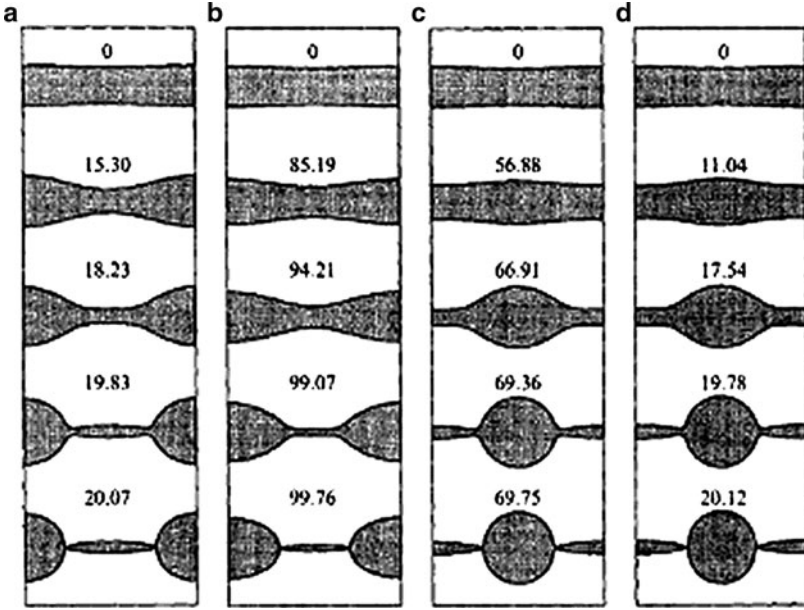 a b c d
0 0 0 0
15.30 85.19 56.88 11.04
18.23 94.21 66.91 17.54
19.83 99.07 69.36 19.78
20.07 99.76 69.75 20.12